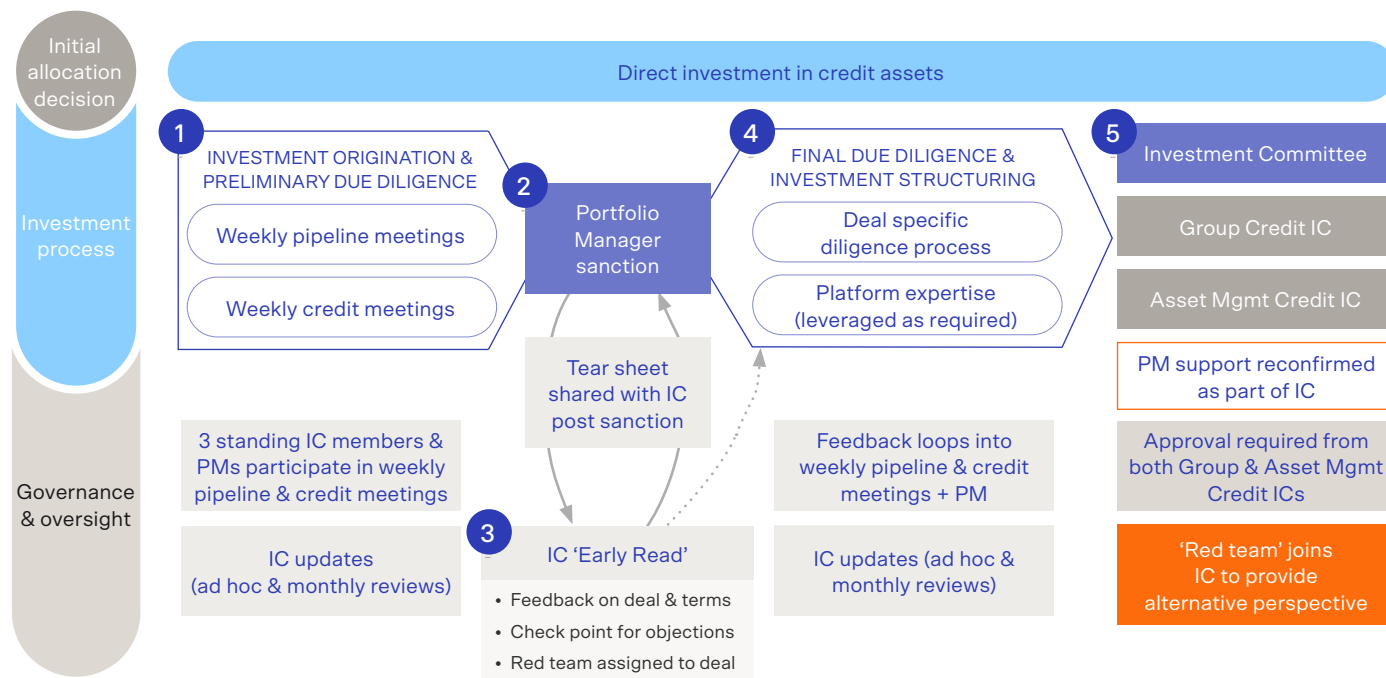 Initial
allocation
decision
Direct investment in credit assets
Investment
process
1
INVESTMENT ORIGINATION &
PRELIMINARY DUE DILIGENCE
Weekly pipeline meetings
Weekly credit meetings
2
Portfolio
Manager
sanction
4
FINAL DUE DILIGENCE &
INVESTMENT STRUCTURING
Deal specific
diligence process
Platform expertise
(leveraged as required)
5
Investment Committee
Group Credit IC
Asset Mgmt Credit IC
PM support reconfirmed
as part of IC
Governance
& oversight
3 standing IC members &
PMs participate in weekly
pipeline & credit meetings
IC updates
(ad hoc & monthly reviews)
Tear sheet
shared with IC
post sanction
3
IC ‘Early Read’
• Feedback on deal & terms
• Check point for objections
• Red team assigned to deal
Feedback loops into
weekly pipeline & credit
meetings + PM
IC updates (ad hoc &
monthly reviews)
Approval required from
both Group & Asset Mgmt
Credit ICs
‘Red team’ joins
IC to provide
alternative perspective